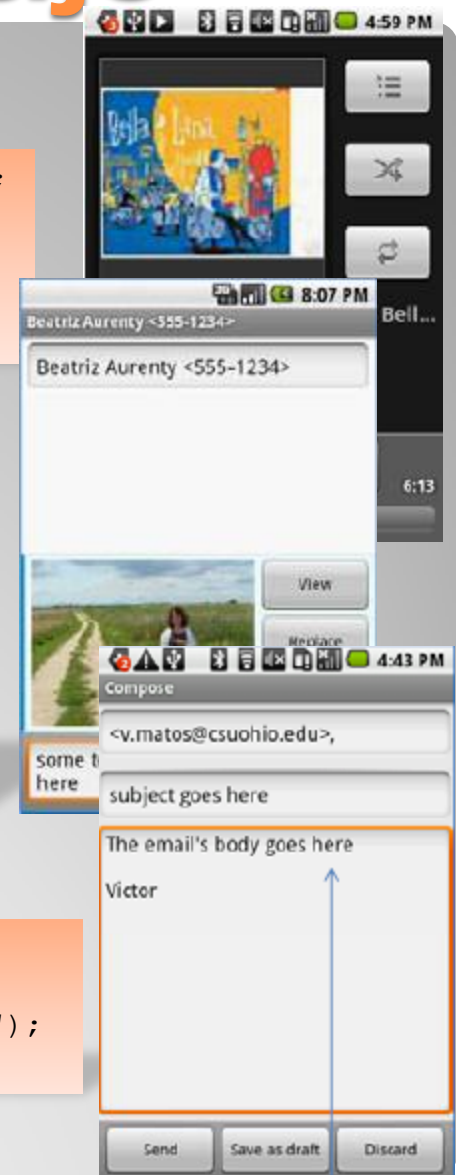 4:59 PM
Bella
Luna
;
Bell...
8:07 PM
Beatriz Aurenty <555-1234>
Beatriz Aurenty <555-1234>
6:13
View
Replace
some t
here
4:43 PM
Compose
<v.matos@csuohio.edu>,
subject goes here
The email's body goes here
Victor
");
Send
Save as draft
Discard